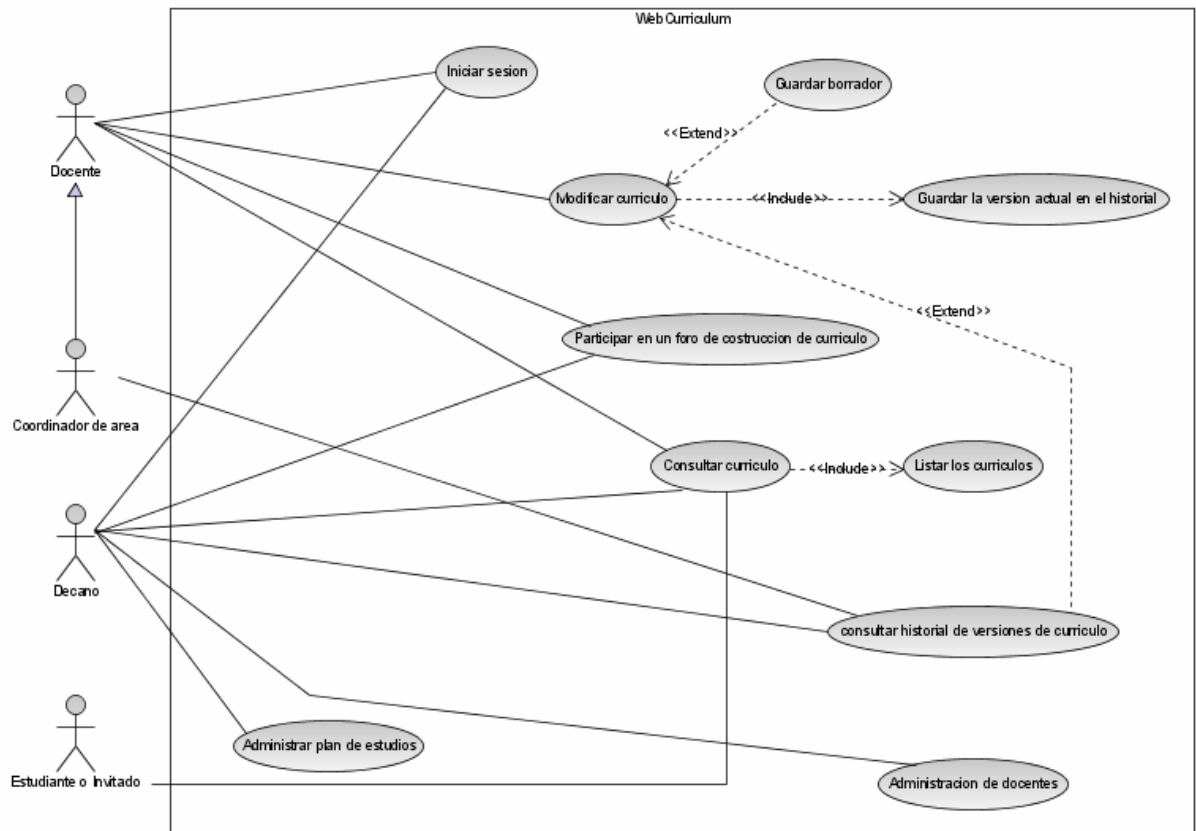 Web Curriculum
Iniciar sesion
Guardar borrador
<<Extend>>
Docente
Modificar curriculo
<<Include>>
Guardar la version actual en el historial
<<Extend>>
Participar en un foro de costruccion de curriculo
Coordinador de area
Consultar curriculo
<<Include>>
Listar los curriculos
Decano
consultar historial de versiones de curriculo
Administrar plan de estudios
Estudiante o Invitado
Administracion de docentes